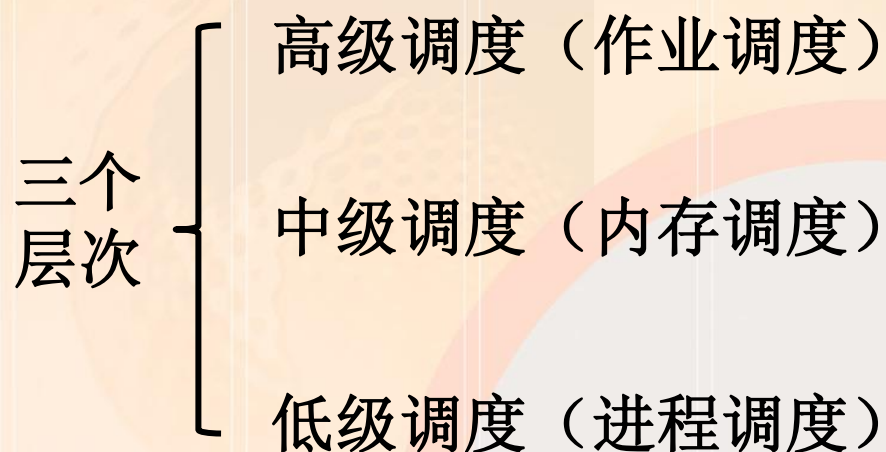 三个
层次
高级调度（作业调度）
中级调度（内存调度）
低级调度（进程调度）